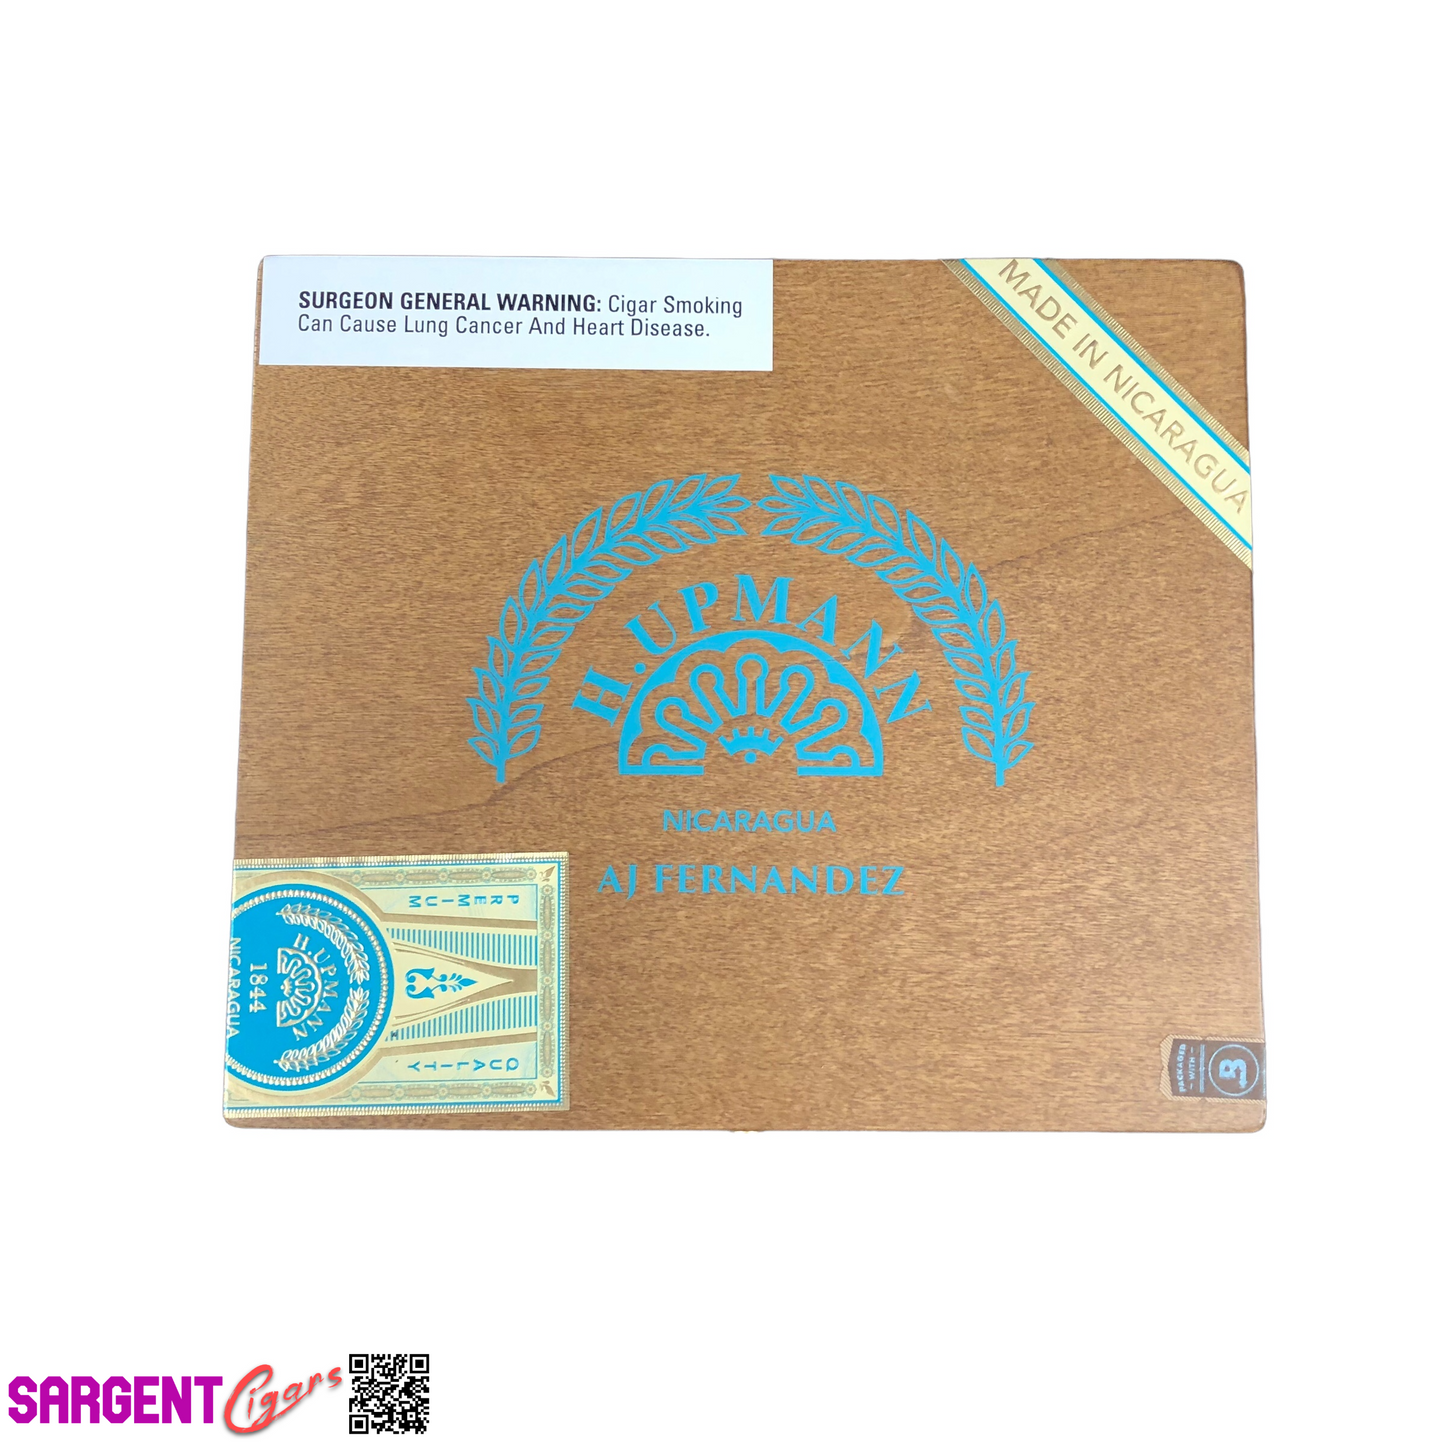 SURGEON GENERAL WARNING: Cigar Smoking
Can Cause Lung Cancer And Heart Disease.
MADE IN NICARAGUA
H. UPMANN
NICARAGUA
AJ FERNANDEZ
PREMIUM
QUALITY
H. UPMANN
1844
NICARAGUA
PACKAGED
– WITH –
B
SARGENT Cigars